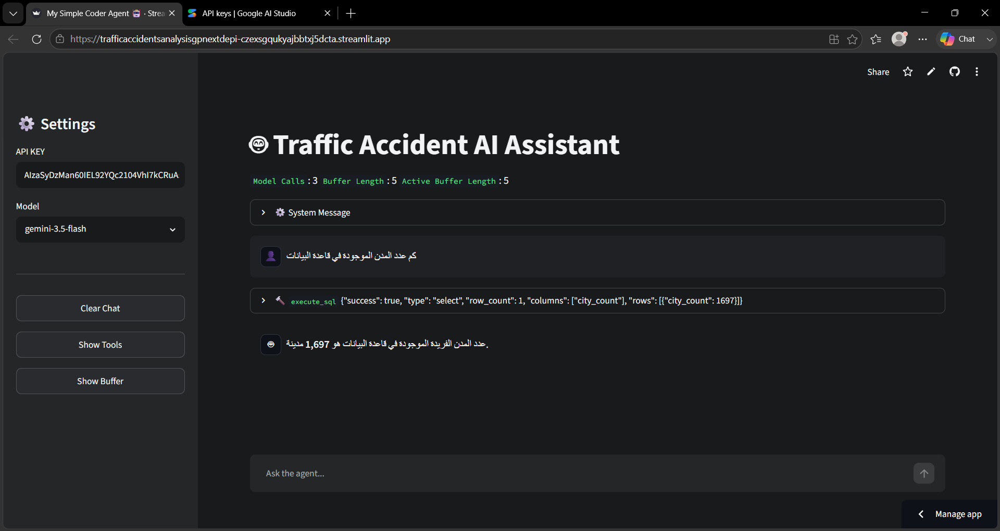 My Simple Coder Agent · Strea
API keys | Google AI Studio
https://trafficaccidentsanalysisgpnextdepi-czexsgqukyajbbtxj5dcta.streamlit.app
Chat
Share
Settings
API KEY
AIzaSyDzMan60IEL92YQc2104VhI7kCRuA
Model
gemini-3.5-flash
Clear Chat
Show Tools
Show Buffer
Traffic Accident AI Assistant
Model Calls :3 Buffer Length :5 Active Buffer Length :5
System Message
كم عدد المدن الموجودة في قاعدة البيانات
execute_sql {"success": true, "type": "select", "row_count": 1, "columns": ["city_count"], "rows": [{"city_count": 1697}]}
عدد المدن الفريدة الموجودة في قاعدة البيانات هو 1,697 مدينة.
Ask the agent...
Manage app